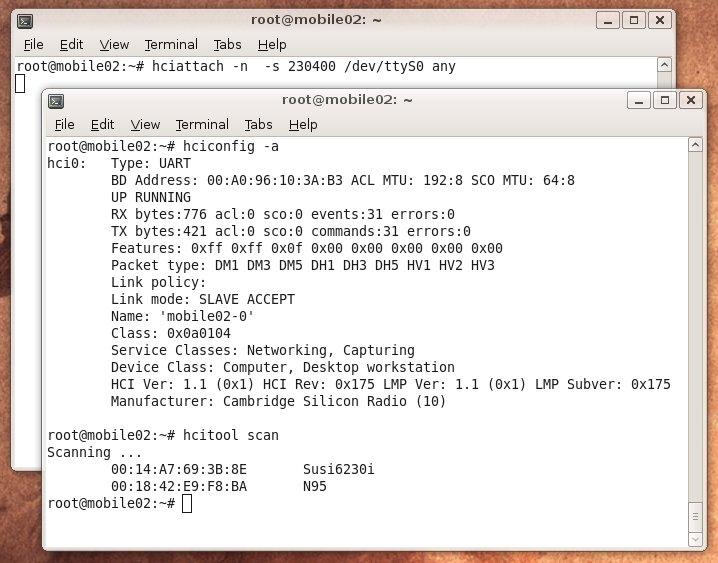 root@mobile02: ~
File Edit View Terminal Tabs Help
root@mobile02:~# hciattach -n  -s 230400 /dev/ttyS0 any
root@mobile02: ~
File Edit View Terminal Tabs Help
root@mobile02:~# hciconfig -a
hci0:   Type: UART
        BD Address: 00:A0:96:10:3A:B3 ACL MTU: 192:8 SCO MTU: 64:8
        UP RUNNING
        RX bytes:776 acl:0 sco:0 events:31 errors:0
        TX bytes:421 acl:0 sco:0 commands:31 errors:0
        Features: 0xff 0xff 0x0f 0x00 0x00 0x00 0x00 0x00
        Packet type: DM1 DM3 DM5 DH1 DH3 DH5 HV1 HV2 HV3
        Link policy:
        Link mode: SLAVE ACCEPT
        Name: 'mobile02-0'
        Class: 0x0a0104
        Service Classes: Networking, Capturing
        Device Class: Computer, Desktop workstation
        HCI Ver: 1.1 (0x1) HCI Rev: 0x175 LMP Ver: 1.1 (0x1) LMP Subver: 0x175
        Manufacturer: Cambridge Silicon Radio (10)
root@mobile02:~# hcitool scan
Scanning ...
        00:14:A7:69:3B:8E       Susi6230i
        00:18:42:E9:F8:BA       N95
root@mobile02:~#